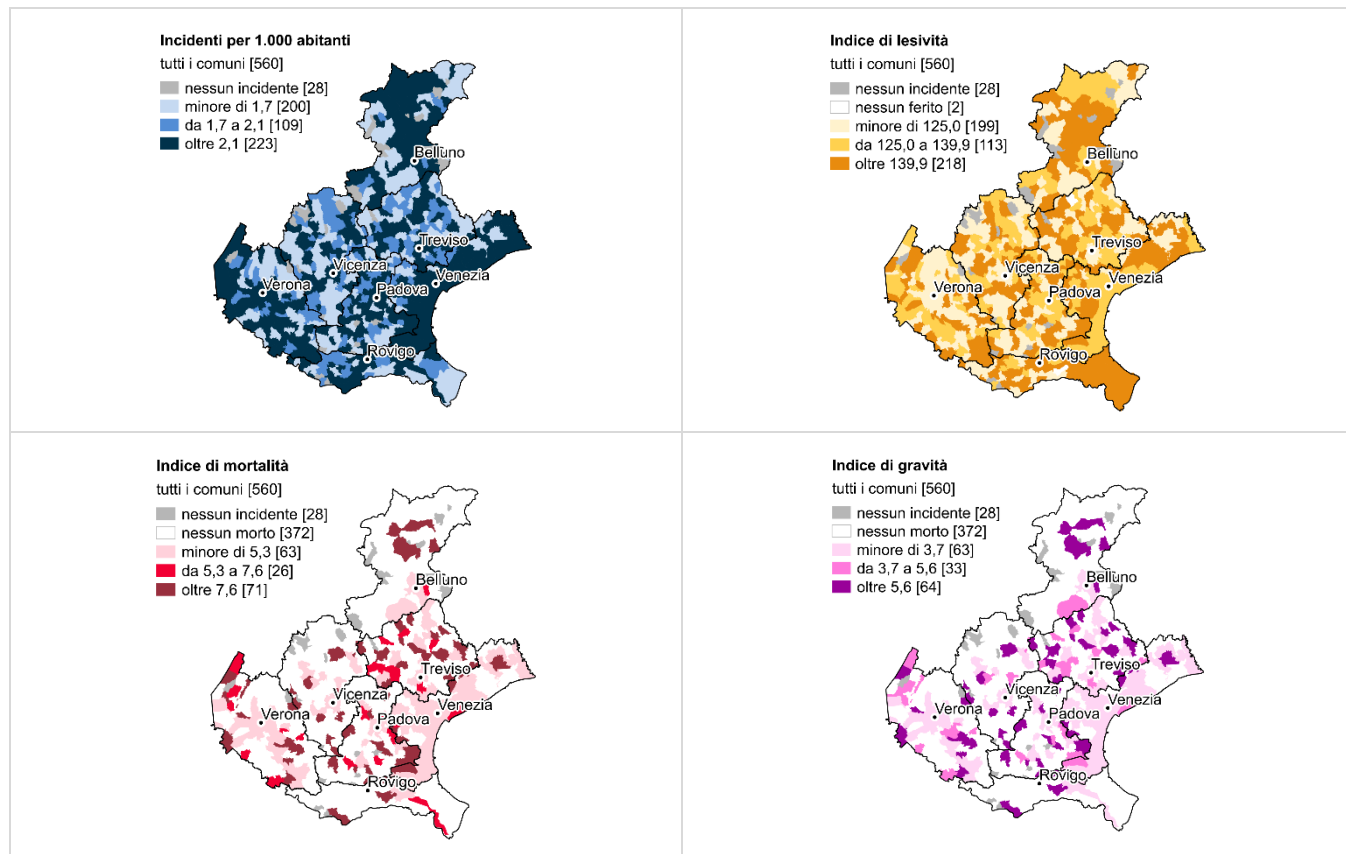 Incidenti per 1.000 abitanti
tutti i comuni [560]
nessun incidente [28]
minore di 1,7 [200]
da 1,7 a 2,1 [109]
oltre 2,1 [223]
Belluno
Treviso
Vicenza
Venezia
Verona
Padova
Rovigo
Indice di lesività
tutti i comuni [560]
nessun incidente [28]
nessun ferito [2]
minore di 125,0 [199]
da 125,0 a 139,9 [113]
oltre 139,9 [218]
Belluno
Treviso
Vicenza
Venezia
Verona
Padova
Rovigo
Indice di mortalità
tutti i comuni [560]
nessun incidente [28]
nessun morto [372]
minore di 5,3 [63]
da 5,3 a 7,6 [26]
oltre 7,6 [71]
Belluno
Treviso
Vicenza
Venezia
Verona
Padova
Rovigo
Indice di gravità
tutti i comuni [560]
nessun incidente [28]
nessun morto [372]
minore di 3,7 [63]
da 3,7 a 5,6 [33]
oltre 5,6 [64]
Belluno
Treviso
Vicenza
Venezia
Verona
Padova
Rovigo